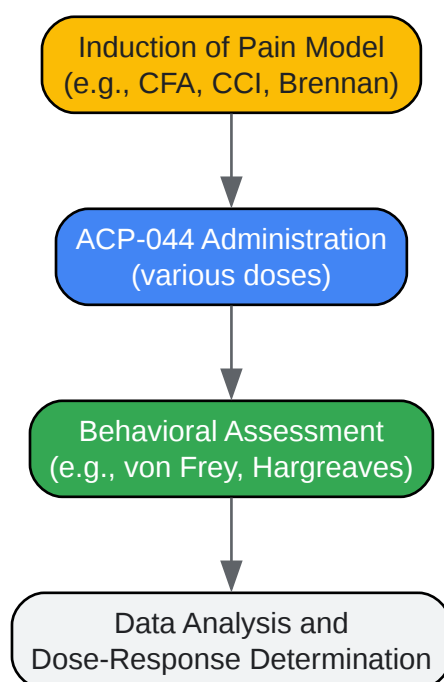 Induction of Pain Model
(e.g., CFA, CCI, Brennan)
ACP-044 Administration
(various doses)
Behavioral Assessment
(e.g., von Frey, Hargreaves)
Data Analysis and
Dose-Response Determination